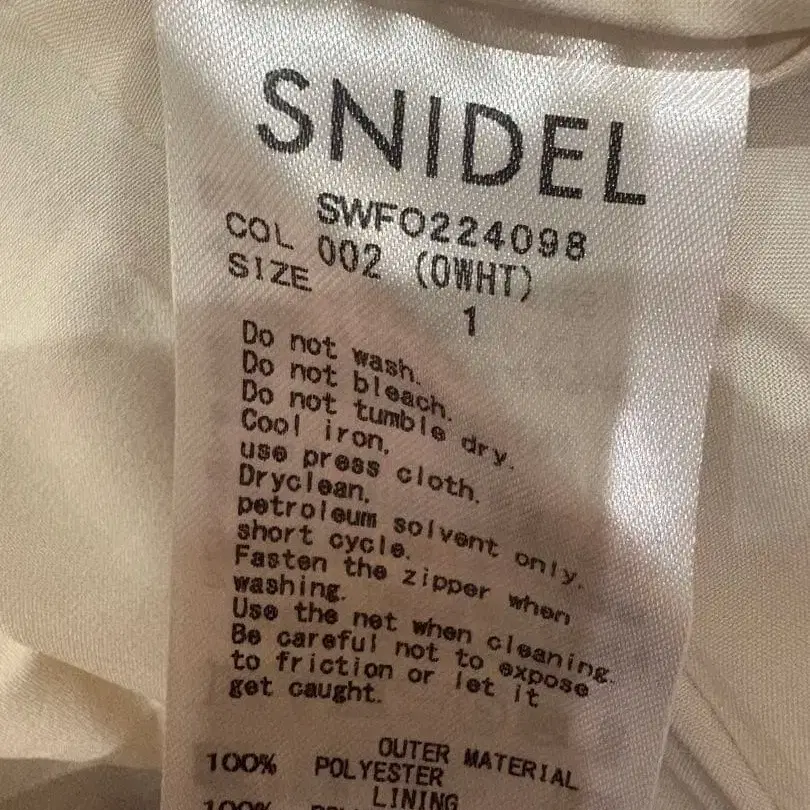 SNIDEL
SWFO224098
COL 002 (OWHT)
SIZE 1
Do not wash.
Do not bleach.
Do not tumble dry.
Cool iron,
use press cloth.
Dryclean,
petroleum solvent only.
short cycle.
Fasten the zipper when
washing.
Use the net when cleaning.
Be careful not to expose
to friction or let it
get caught.
OUTER MATERIAL
100% POLYESTER
LINING
100%